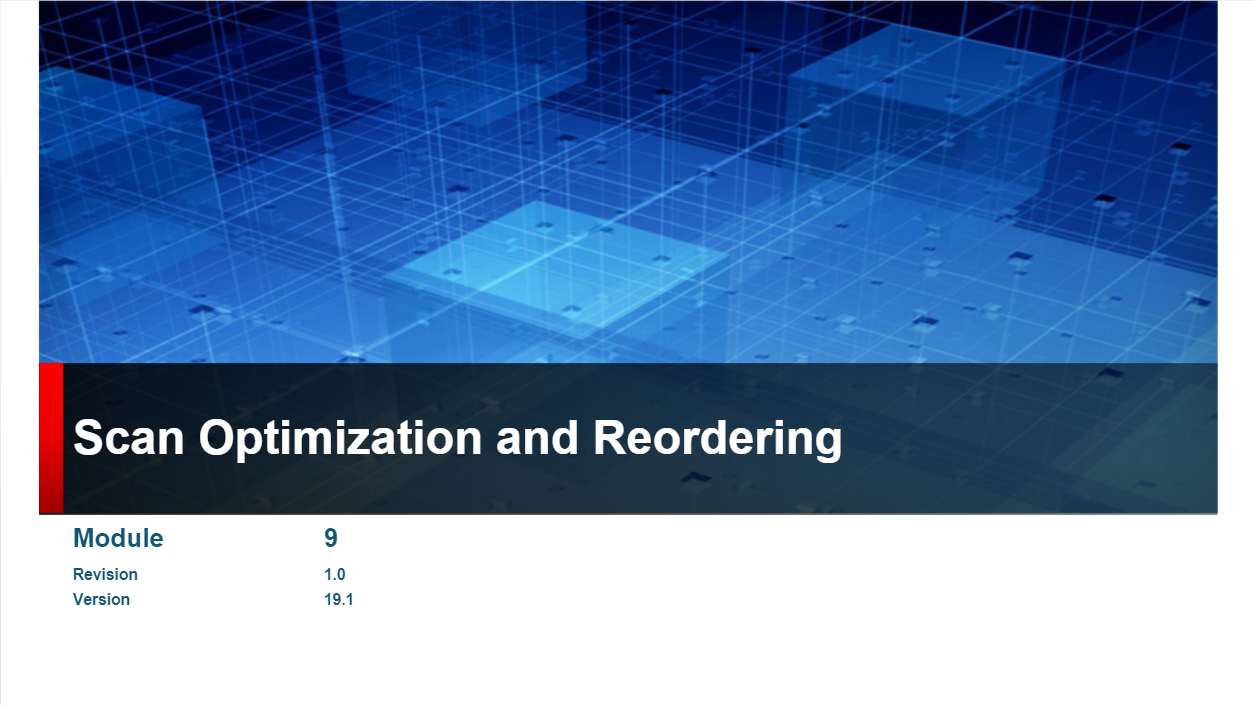 Scan Optimization and Reordering
Module 9
Revision 1.0
Version 19.1